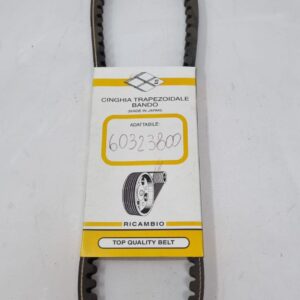 S
CINGHIA TRAPEZOIDALE
BANDO
(MADE IN JAPAN)
ADATTABILE:
60323800
RICAMBIO
TOP QUALITY BELT